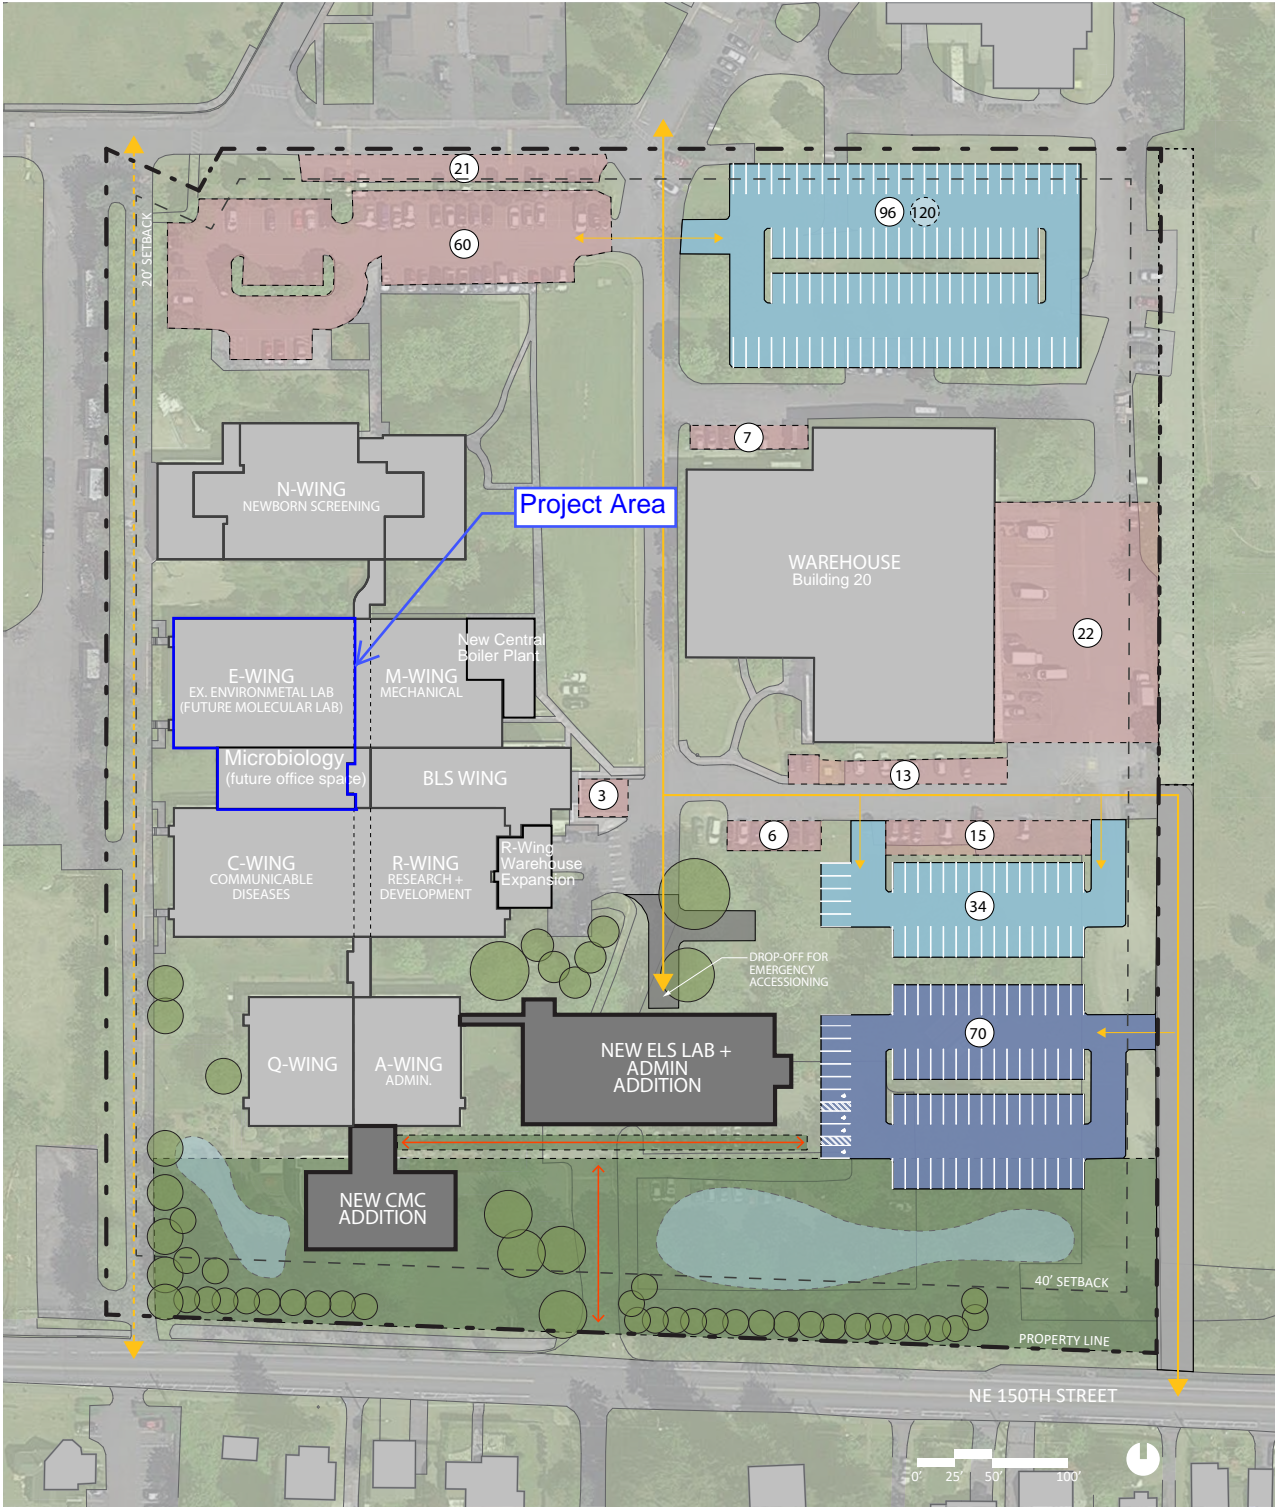 21
96
120
60
20' SETBACK
7
N-WING
NEWBORN SCREENING
Project Area
WAREHOUSE
Building 20
22
New Central
Boiler Plant
E-WING
EX. ENVIRONMETAL LAB
(FUTURE MOLECULAR LAB)
M-WING
MECHANICAL
Microbiology
(future office space)
BLS WING
13
3
6
15
R-Wing
Warehouse
Expansion
C-WING
COMMUNICABLE
DISEASES
R-WING
RESEARCH +
DEVELOPMENT
34
DROP-OFF FOR
EMERGENCY
ACCESSIONING
70
Q-WING
A-WING
ADMIN.
NEW ELS LAB +
ADMIN
ADDITION
NEW CMC
ADDITION
40' SETBACK
PROPERTY LINE
NE 150TH STREET
0'
25'
50'
100'